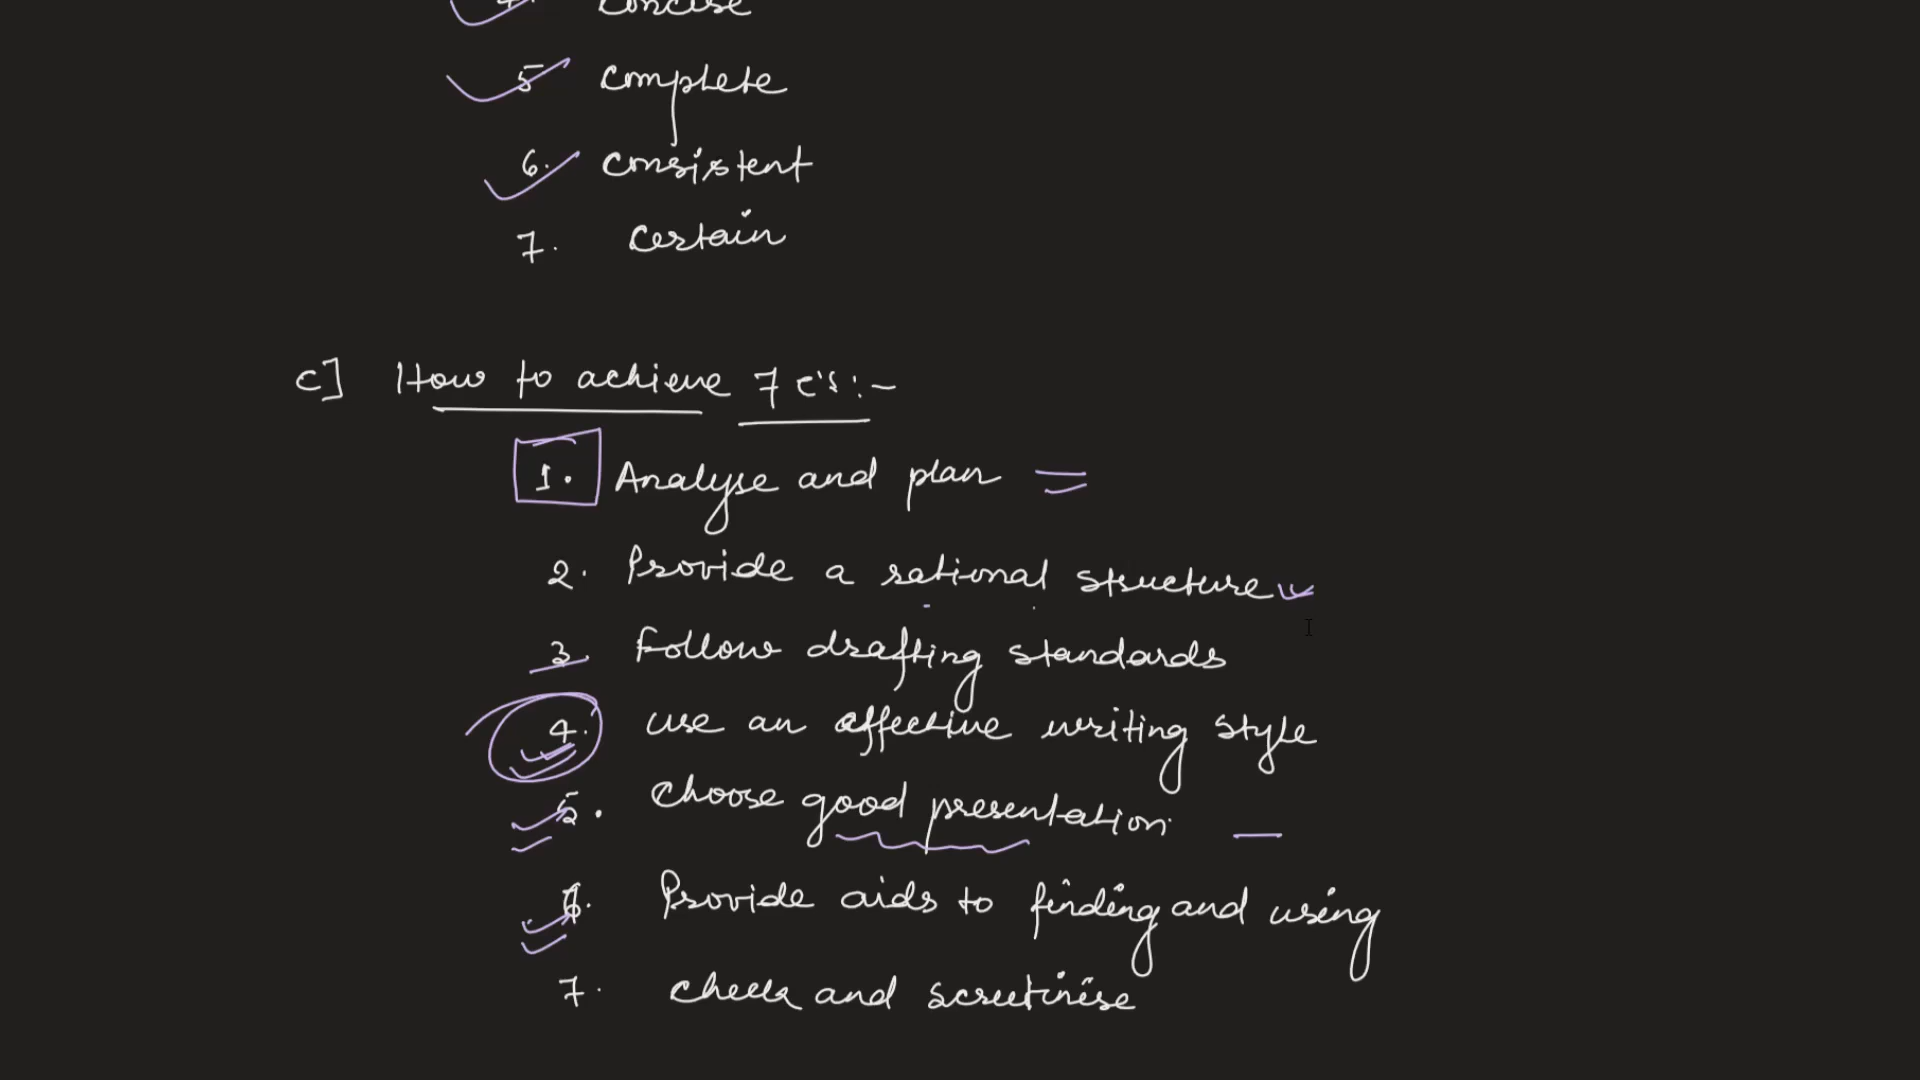 4. Concise
5 Complete
6. Consistent
7. Certain
C] How to achieve 7 C's:-
1. Analyse and plan
2. Provide a rational structure
3 Follow drafting standards
4. use an effective writing style
5. Choose good presentation
6. Provide aids to finding and using
7. Check and scrutinise